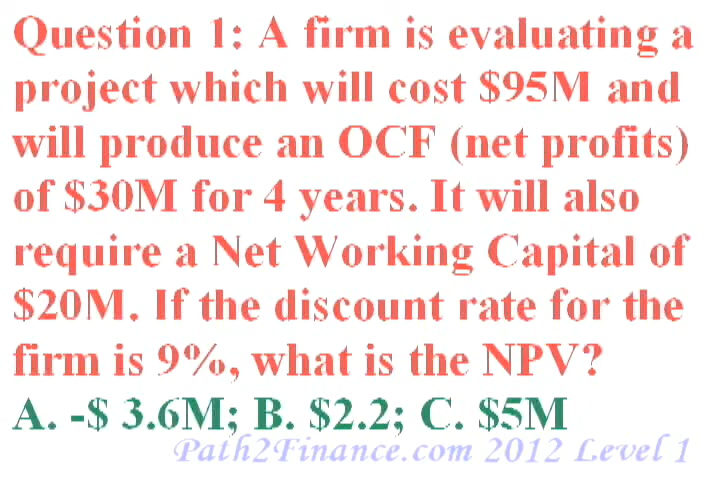 Question 1: A firm is evaluating a
project which will cost $95M and
will produce an OCF (net profits)
of $30M for 4 years. It will also
require a Net Working Capital of
$20M. If the discount rate for the
firm is 9%, what is the NPV?
A. -$ 3.6M; B. $2.2; C. $5M
Path2Finance.com 2012 Level 1